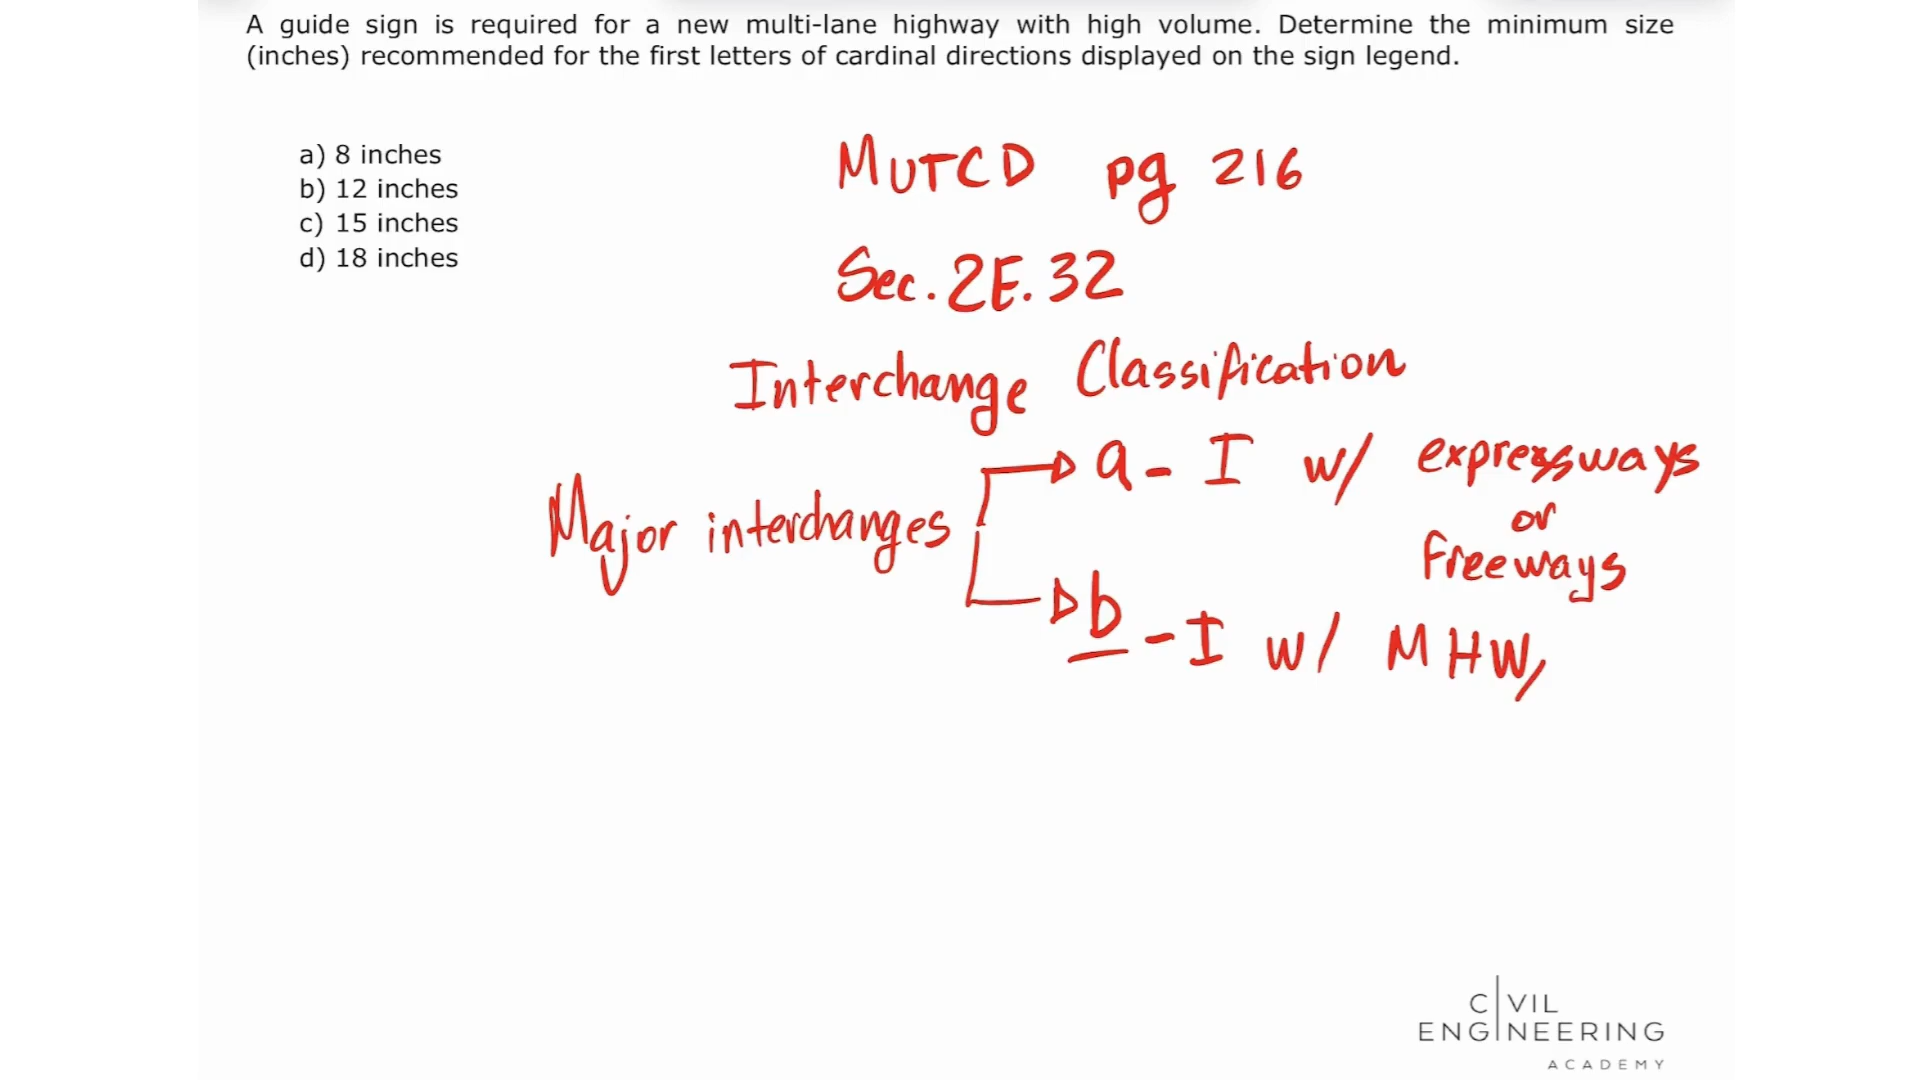 A guide sign is required for a new multi-lane highway with high volume. Determine the minimum size
(inches) recommended for the first letters of cardinal directions displayed on the sign legend.
a) 8 inches
b) 12 inches
c) 15 inches
d) 18 inches
MUTCD pg 216
Sec. 2E.32
Interchange Classification
Major interchanges
a - I w/ expressways
or
Freeways
b - I w/ MHW,
CIVIL
ENGINEERING
ACADEMY